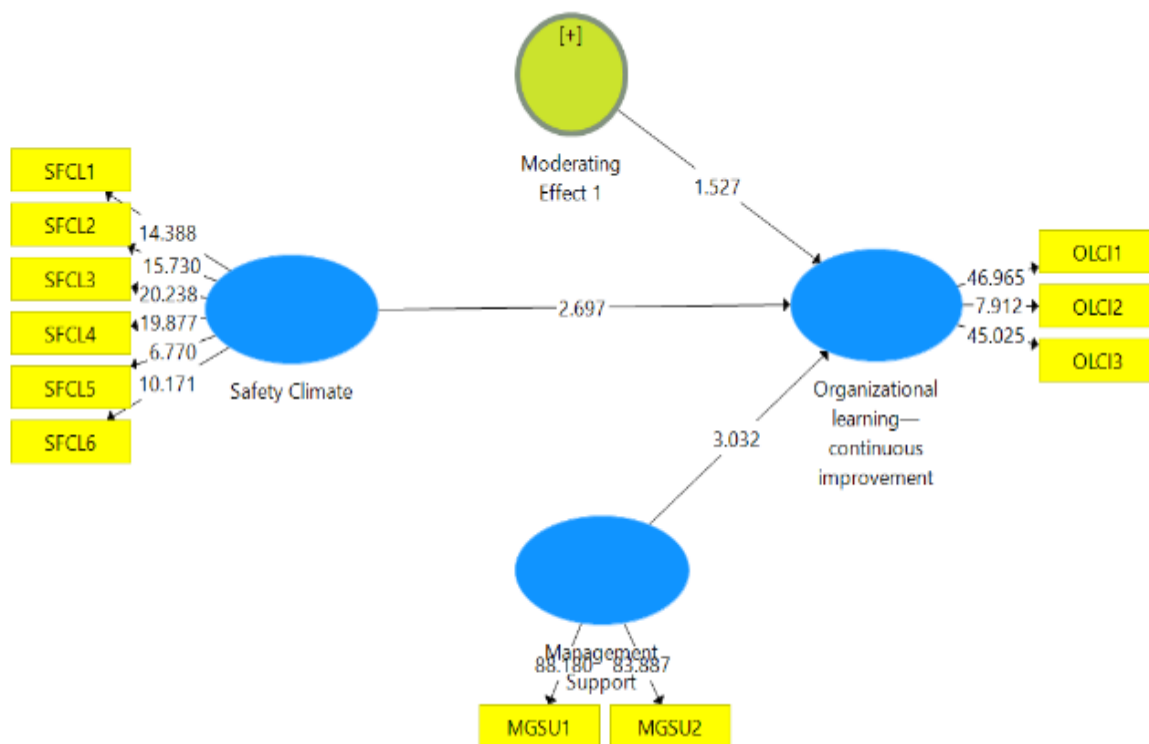 [+]
Moderating
Effect 1
1.527
SFCL1
SFCL2
SFCL3
SFCL4
SFCL5
SFCL6
14.388
15.730
20.238
19.877
6.770
10.171
Safety Climate
2.697
46.965
7.912
45.025
OLCI1
OLCI2
OLCI3
Organizational
learning—
continuous
improvement
3.032
Management
Support
88.180
83.887
MGSU1
MGSU2